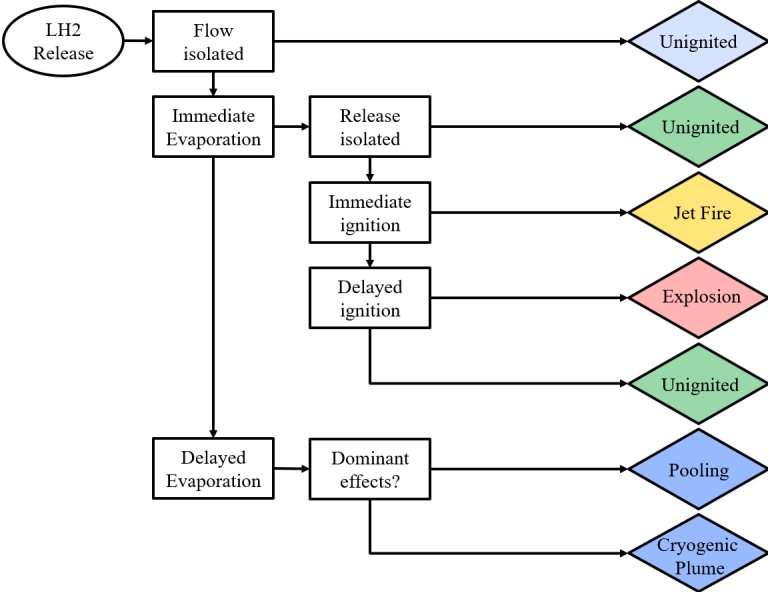 LH2
Release
Flow
isolated
Unignited
Immediate
Evaporation
Release
isolated
Unignited
Immediate
ignition
Jet Fire
Delayed
ignition
Explosion
Unignited
Delayed
Evaporation
Dominant
effects?
Pooling
Cryogenic
Plume